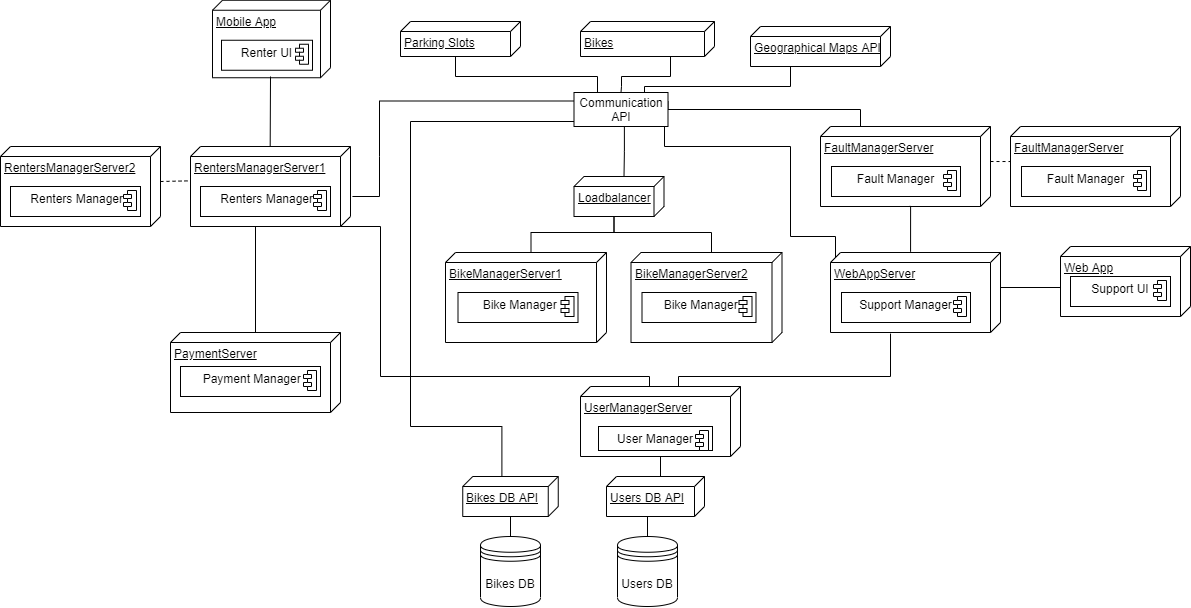 Mobile App
Renter UI
Parking Slots
Bikes
Geographical Maps API
Communication
API
RentersManagerServer2
Renters Manager
RentersManagerServer1
Renters Manager
FaultManagerServer
Fault Manager
FaultManagerServer
Fault Manager
Loadbalancer
BikeManagerServer1
Bike Manager
BikeManagerServer2
Bike Manager
WebAppServer
Support Manager
Web App
Support UI
PaymentServer
Payment Manager
UserManagerServer
User Manager
Bikes DB API
Users DB API
Bikes DB
Users DB